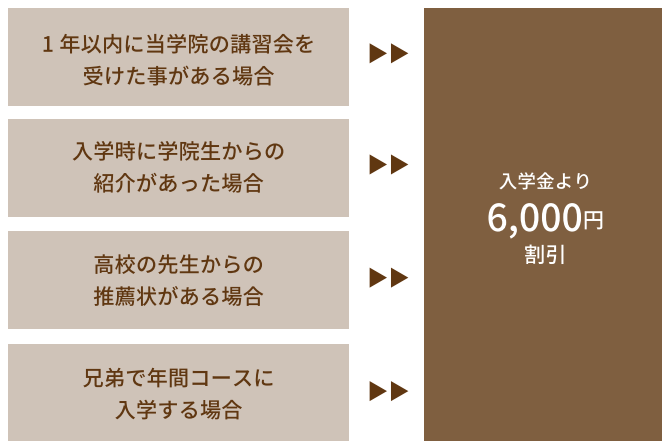 1年以内に当学院の講習会を
受けた事がある場合
入学時に学院生からの
紹介があった場合
高校の先生からの
推薦状がある場合
兄弟で年間コースに
入学する場合
入学金より
6,000円
割引